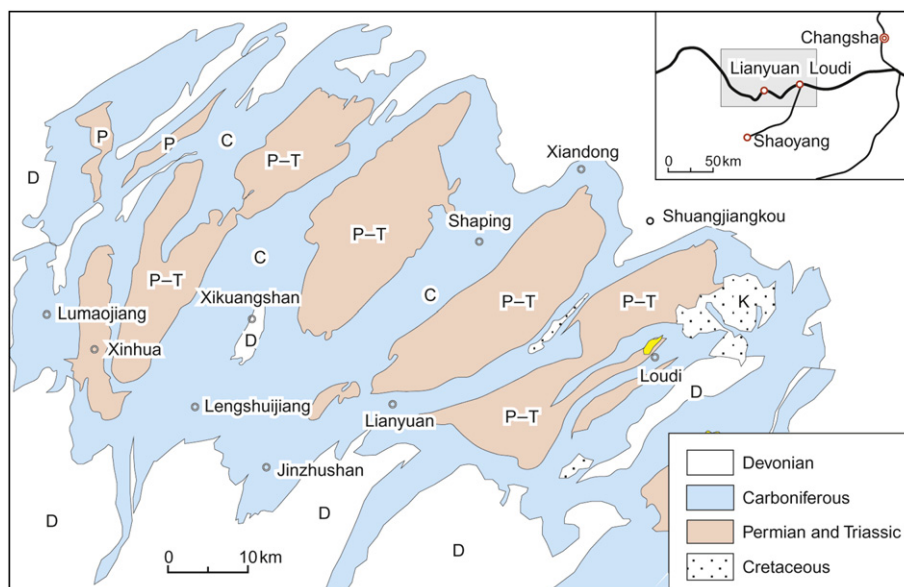 Changsha
Lianyuan
Loudi
Shaoyang
0
50 km
P
P
C
P–T
D
Xiandong
Shuangjiangkou
Shaping
P–T
C
P–T
Xikuangshan
C
P–T
P–T
K
Lumaojiang
D
Xinhua
Loudi
D
Lengshuijiang
Lianyuan
P–T
Jinzhushan
D
D
D
0
10 km
Devonian
Carboniferous
Permian and Triassic
Cretaceous